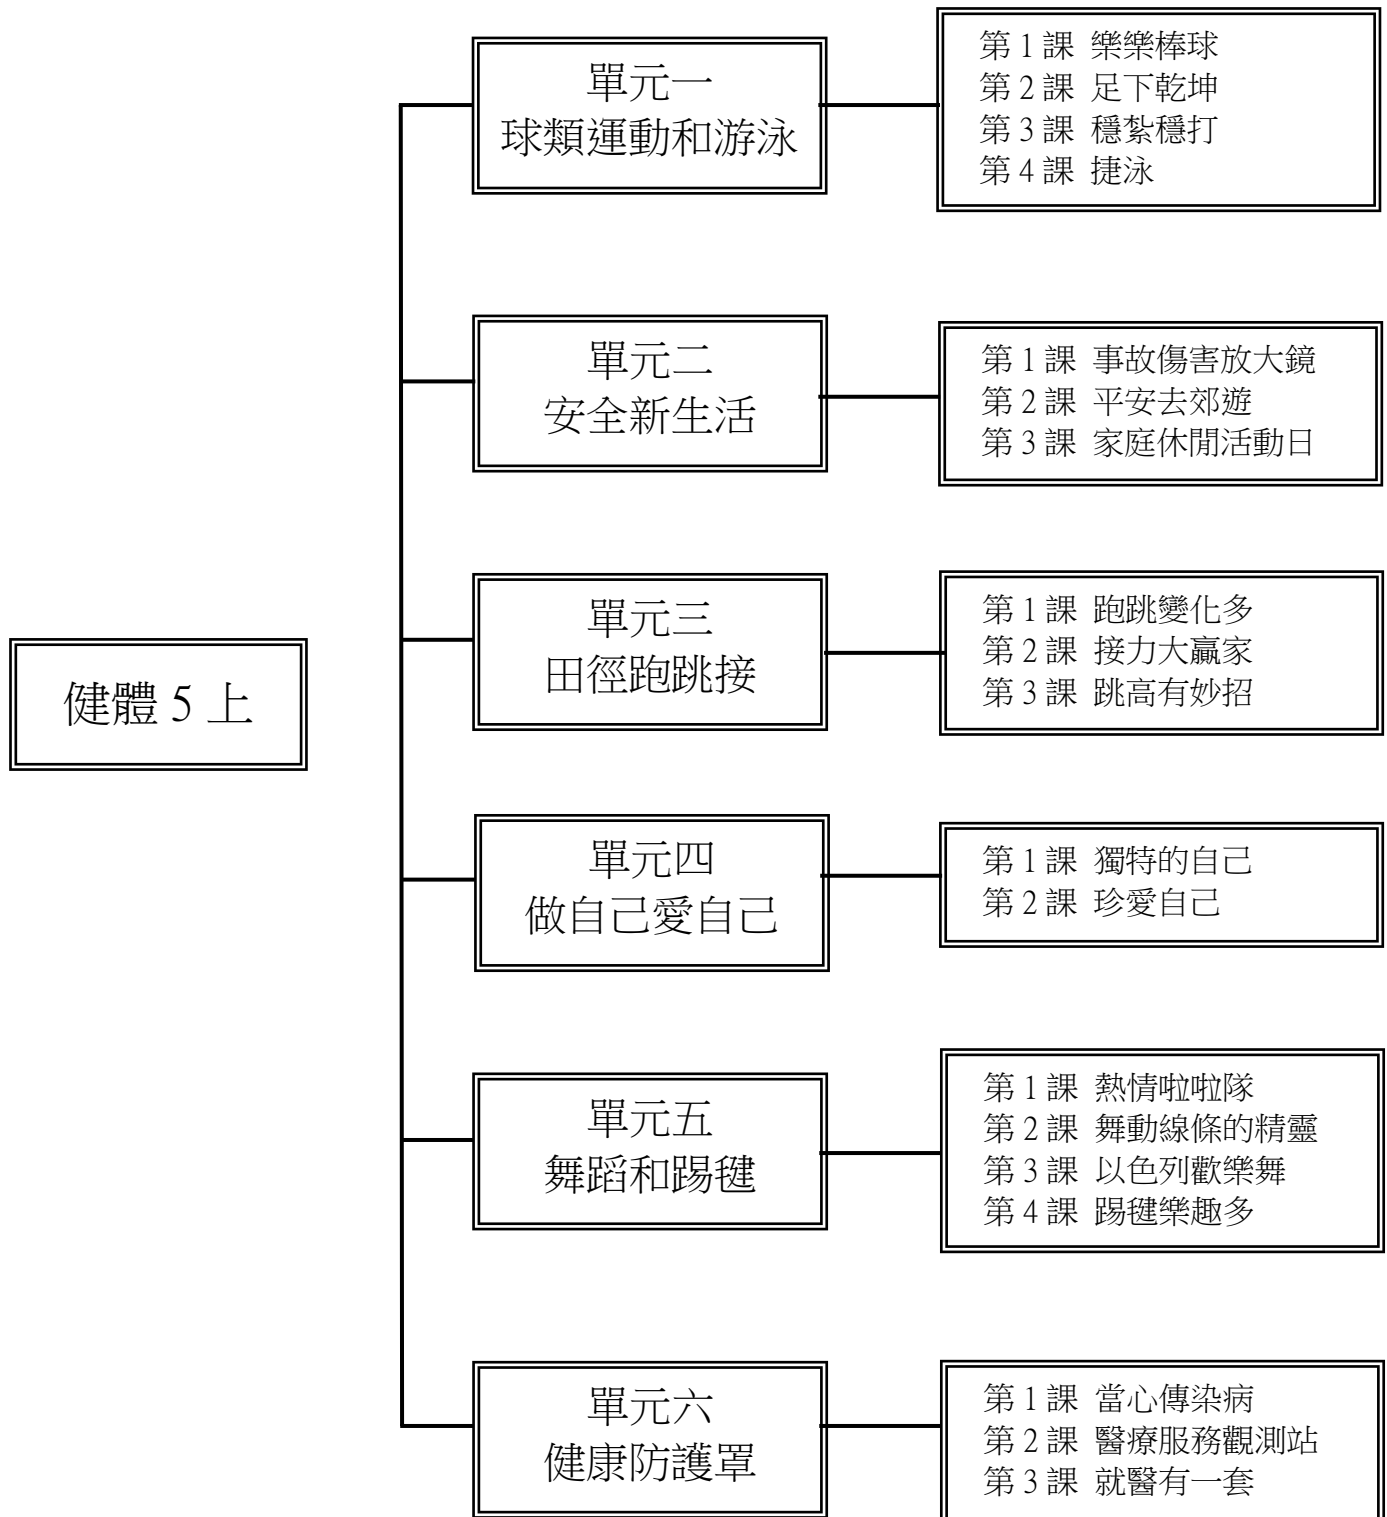 健體 5 上
單元一
球類運動和游泳
第 1 課 樂樂棒球
第 2 課 足下乾坤
第 3 課 穩紮穩打
第 4 課 捷泳
單元二
安全新生活
第 1 課 事故傷害放大鏡
第 2 課 平安去郊遊
第 3 課 家庭休閒活動日
單元三
田徑跑跳接
第 1 課 跑跳變化多
第 2 課 接力大贏家
第 3 課 跳高有妙招
單元四
做自己愛自己
第 1 課 獨特的自己
第 2 課 珍愛自己
單元五
舞蹈和踢毽
第 1 課 熱情啦啦隊
第 2 課 舞動線條的精靈
第 3 課 以色列歡樂舞
第 4 課 踢毽樂趣多
單元六
健康防護罩
第 1 課 當心傳染病
第 2 課 醫療服務觀測站
第 3 課 就醫有一套